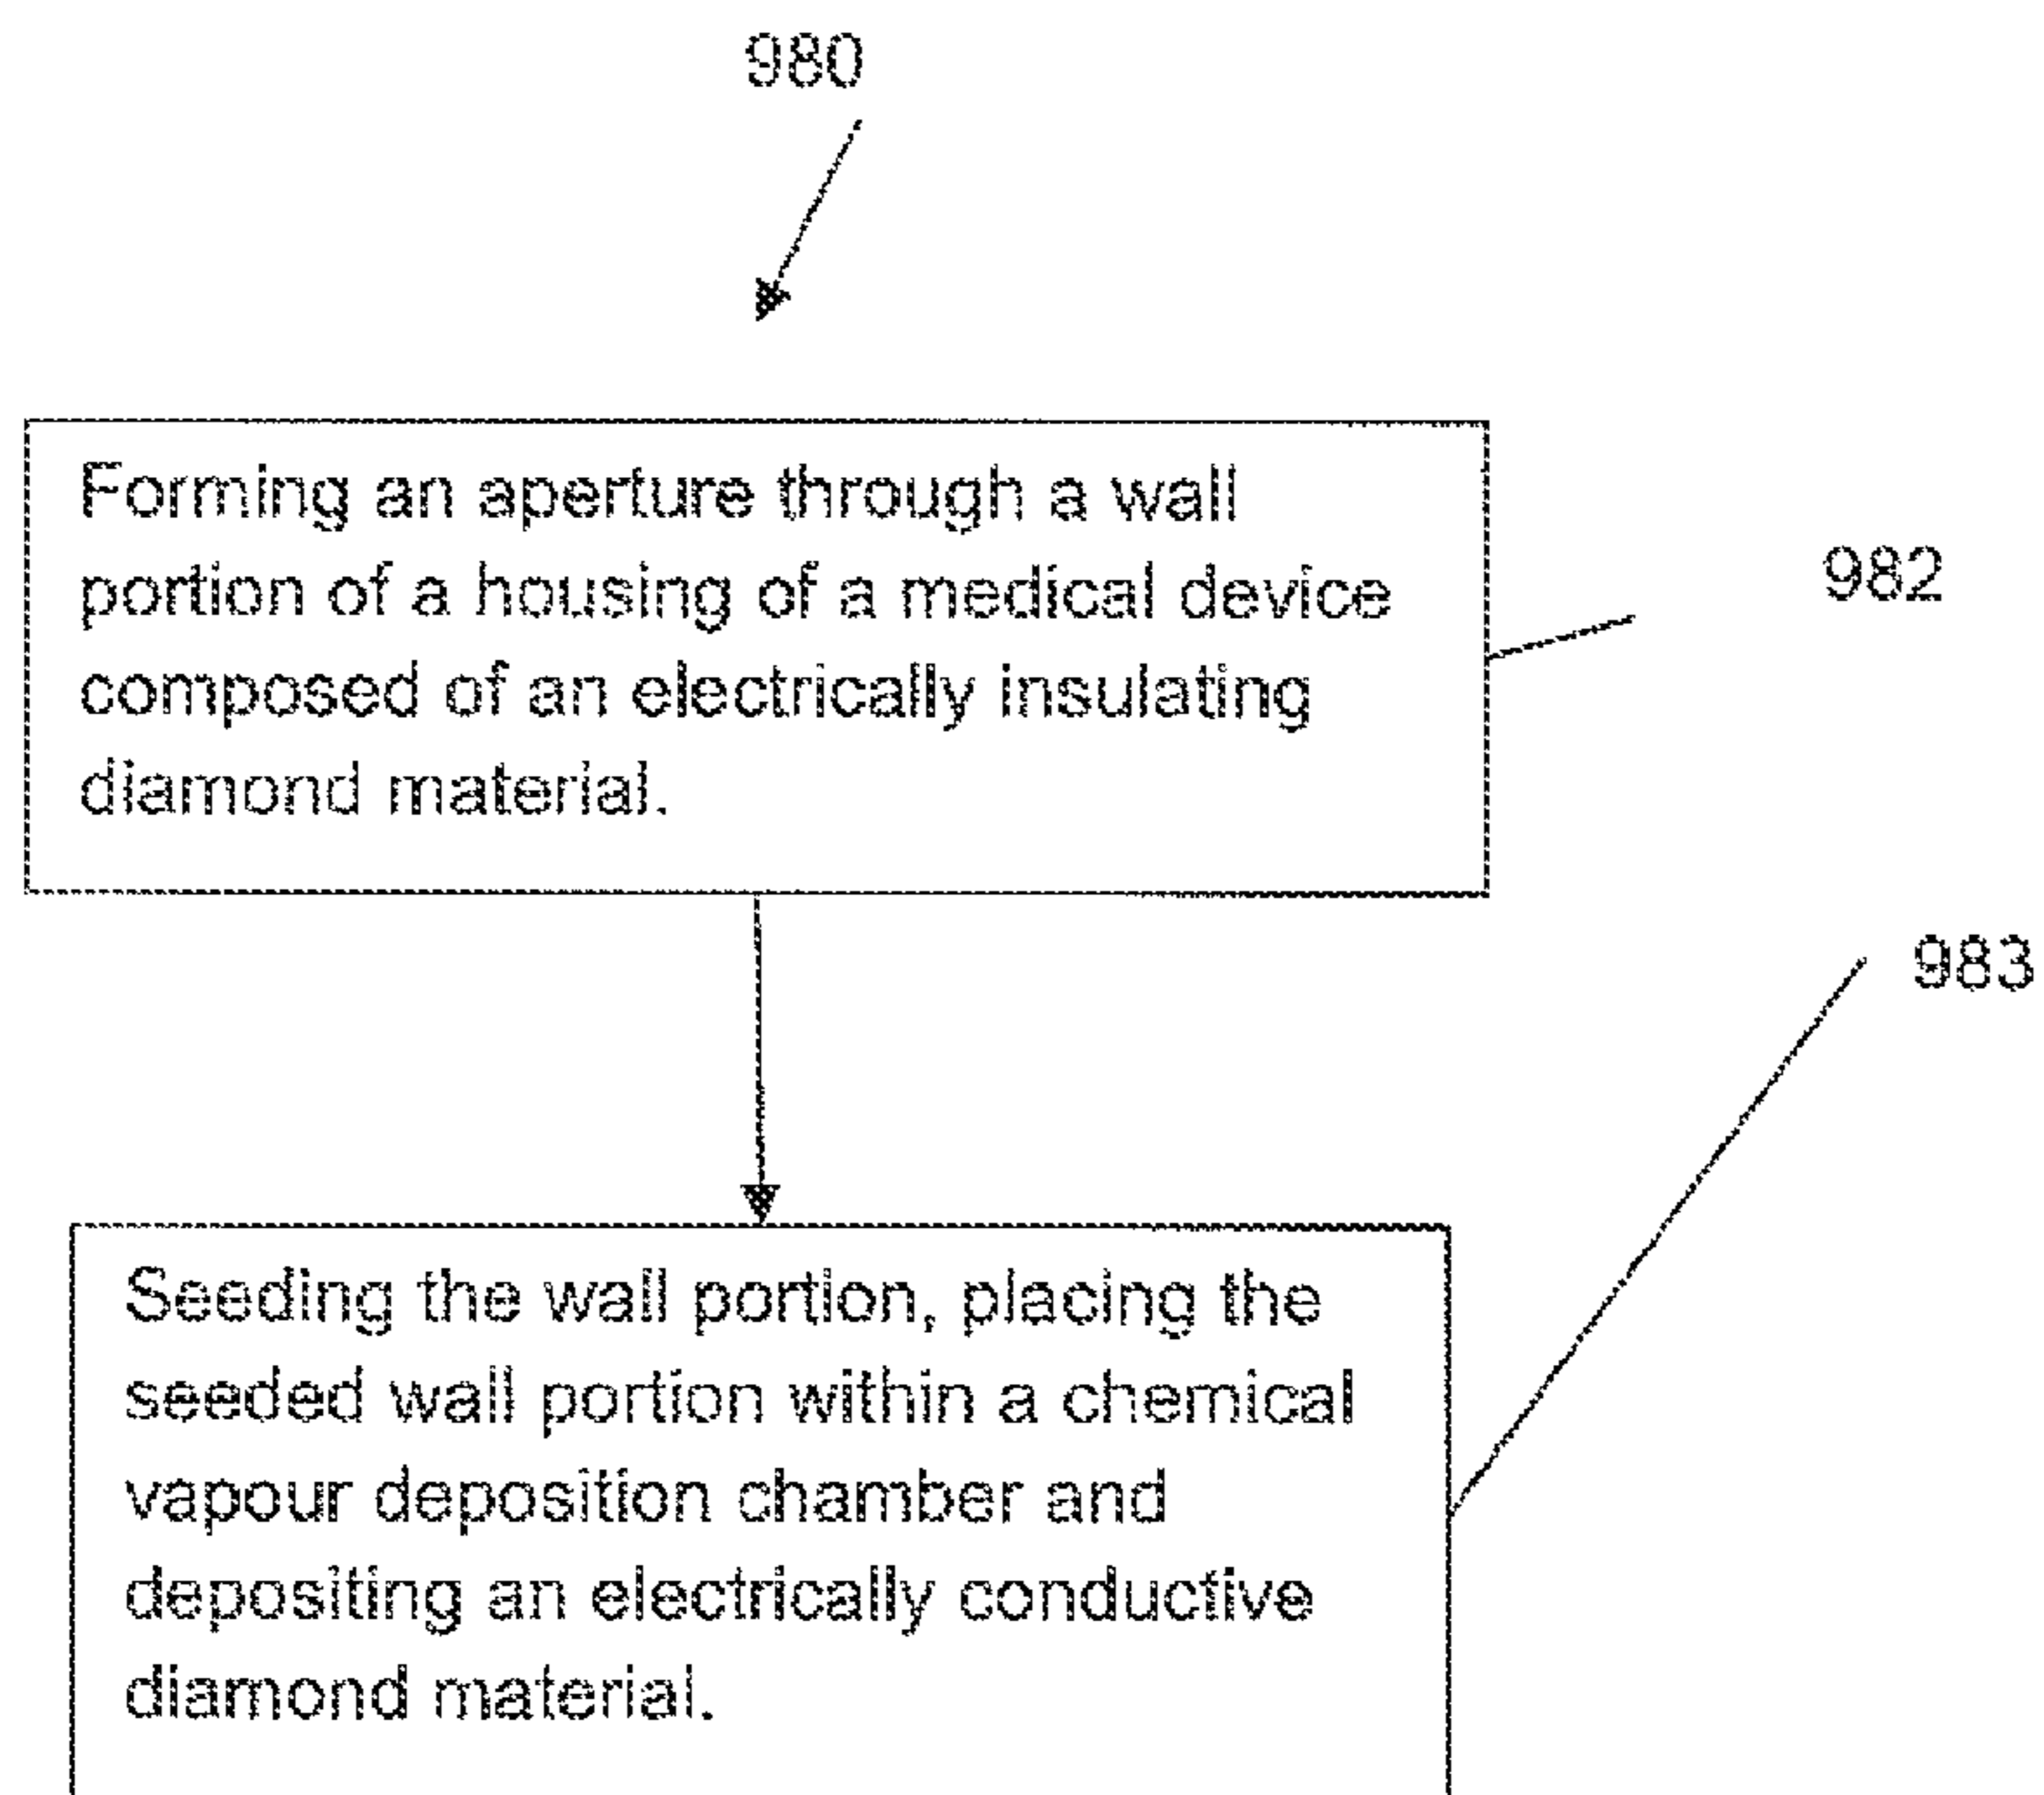 980
Forming an aperture through a wall
portion of a housing of a medical device
composed of an electrically insulating
diamond material.
982
983
Seeding the wall portion, placing the
seeded wall portion within a chemical
vapour deposition chamber and
depositing an electrically conductive
diamond material.